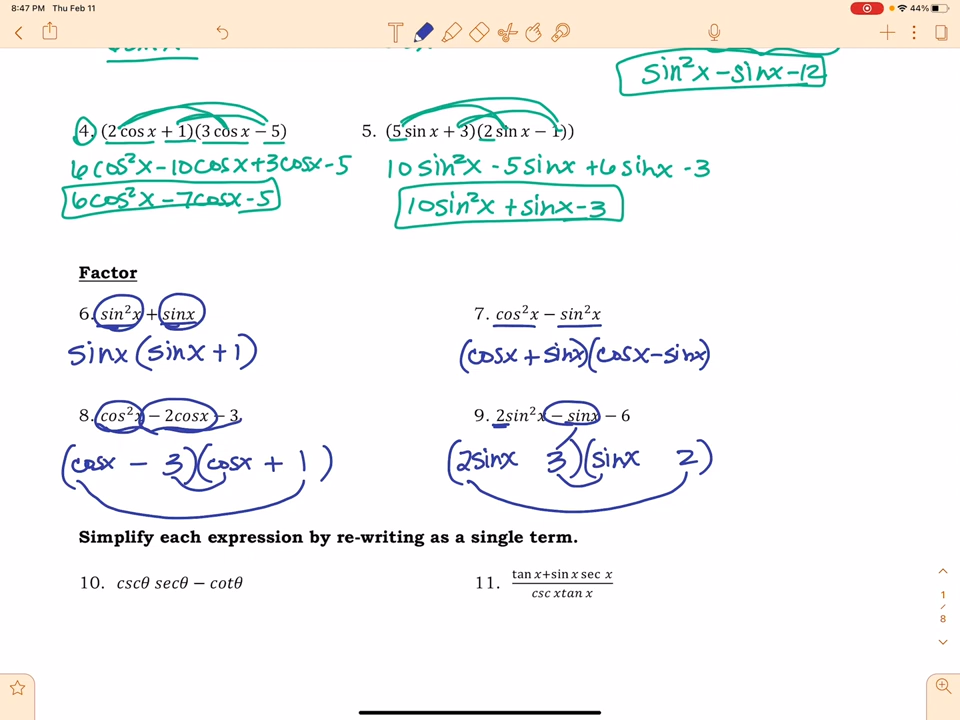 8:47 PM Thu Feb 11
44%
sin²x - sinx - 12
4. (2 cos x + 1)(3 cos x − 5)
5. (5 sin x + 3)(2 sin x − 1))
6cos²x - 10cosx + 3cosx - 5
10sin²x - 5sinx + 6sinx - 3
6cos²x - 7cosx - 5
10sin²x + sinx - 3
Factor
6. sin²x + sinx
7. cos²x − sin²x
sinx (sinx + 1)
(cosx + sinx)(cosx - sinx)
8. cos²x − 2cosx − 3
9. 2sin²x − sinx − 6
(cosx - 3)(cosx + 1)
(2sinx 3)(sinx 2)
Simplify each expression by re-writing as a single term.
10. cscθ secθ − cotθ
11. tan x+sin x sec x
csc xtan x
1
/
8